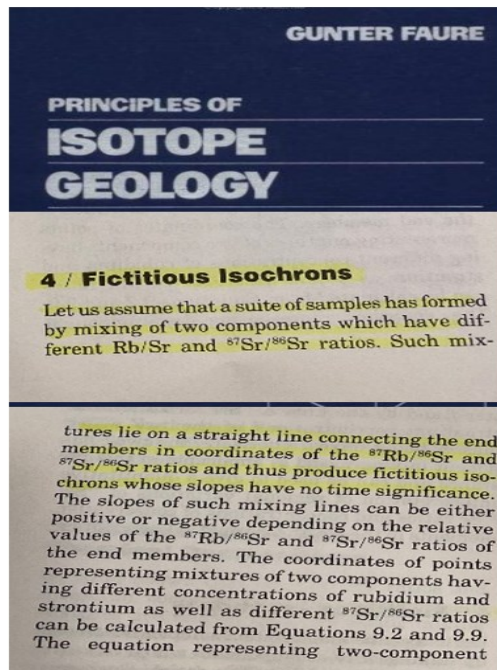 GUNTER FAURE
PRINCIPLES OF
ISOTOPE
GEOLOGY
4 / Fictitious Isochrons
Let us assume that a suite of samples has formed
by mixing of two components which have dif-
ferent Rb/Sr and ⁸⁷Sr/⁸⁶Sr ratios. Such mix-
tures lie on a straight line connecting the end
members in coordinates of the ⁸⁷Rb/⁸⁶Sr and
⁸⁷Sr/⁸⁶Sr ratios and thus produce fictitious iso-
chrons whose slopes have no time significance.
The slopes of such mixing lines can be either
positive or negative depending on the relative
values of the ⁸⁷Rb/⁸⁶Sr and ⁸⁷Sr/⁸⁶Sr ratios of
the end members. The coordinates of points
representing mixtures of two components hav-
ing different concentrations of rubidium and
strontium as well as different ⁸⁷Sr/⁸⁶Sr ratios
can be calculated from Equations 9.2 and 9.9.
The equation representing two-component